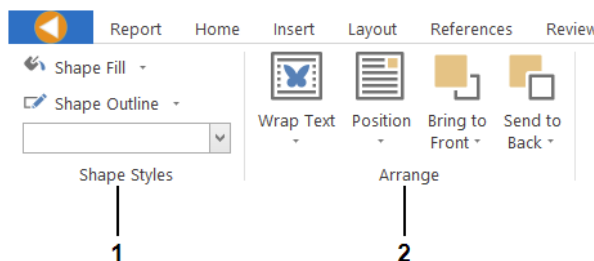 Report Home Insert Layout References Review
Shape Fill
Shape Outline
Wrap Text Position Bring to Front Send to Back
Shape Styles Arrange
1 2